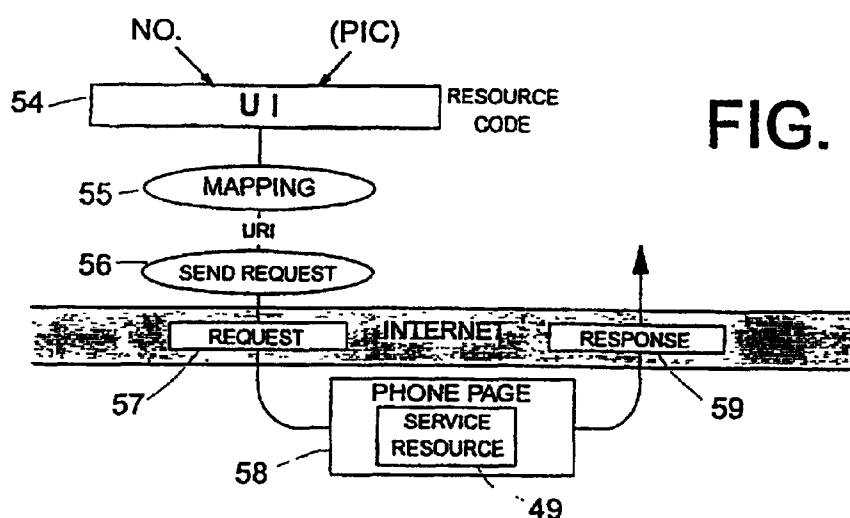 NO.
(PIC)
54
U I
RESOURCE
CODE
FIG.
55
MAPPING
URI
56
SEND REQUEST
REQUEST
INTERNET
RESPONSE
57
PHONE PAGE
SERVICE
RESOURCE
59
58
49